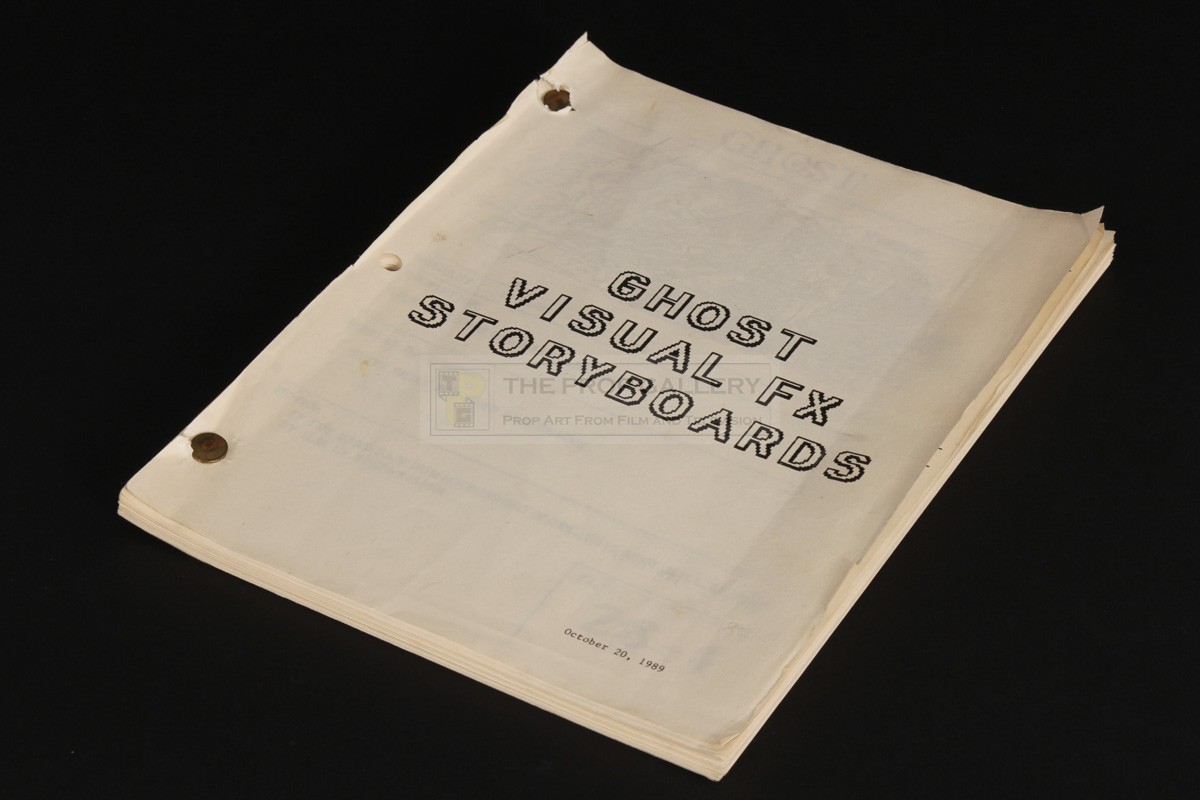 GHOST
VISUAL FX
STORYBOARDS
THE PROP GALLERY
PROP ART FROM FILM AND TELEVISION
October 20, 1989